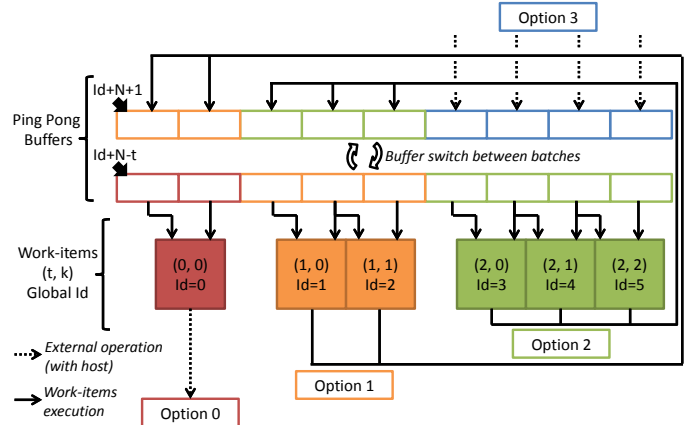 Option 3
Id+N+1
Ping Pong
Buffers
Buffer switch between batches
Id+N-t
Work-items
(t, k)
Global Id
(0, 0)
Id=0
(1, 0)
Id=1
(1, 1)
Id=2
(2, 0)
Id=3
(2, 1)
Id=4
(2, 2)
Id=5
External operation
(with host)
Option 2
Option 1
Work-items
execution
Option 0